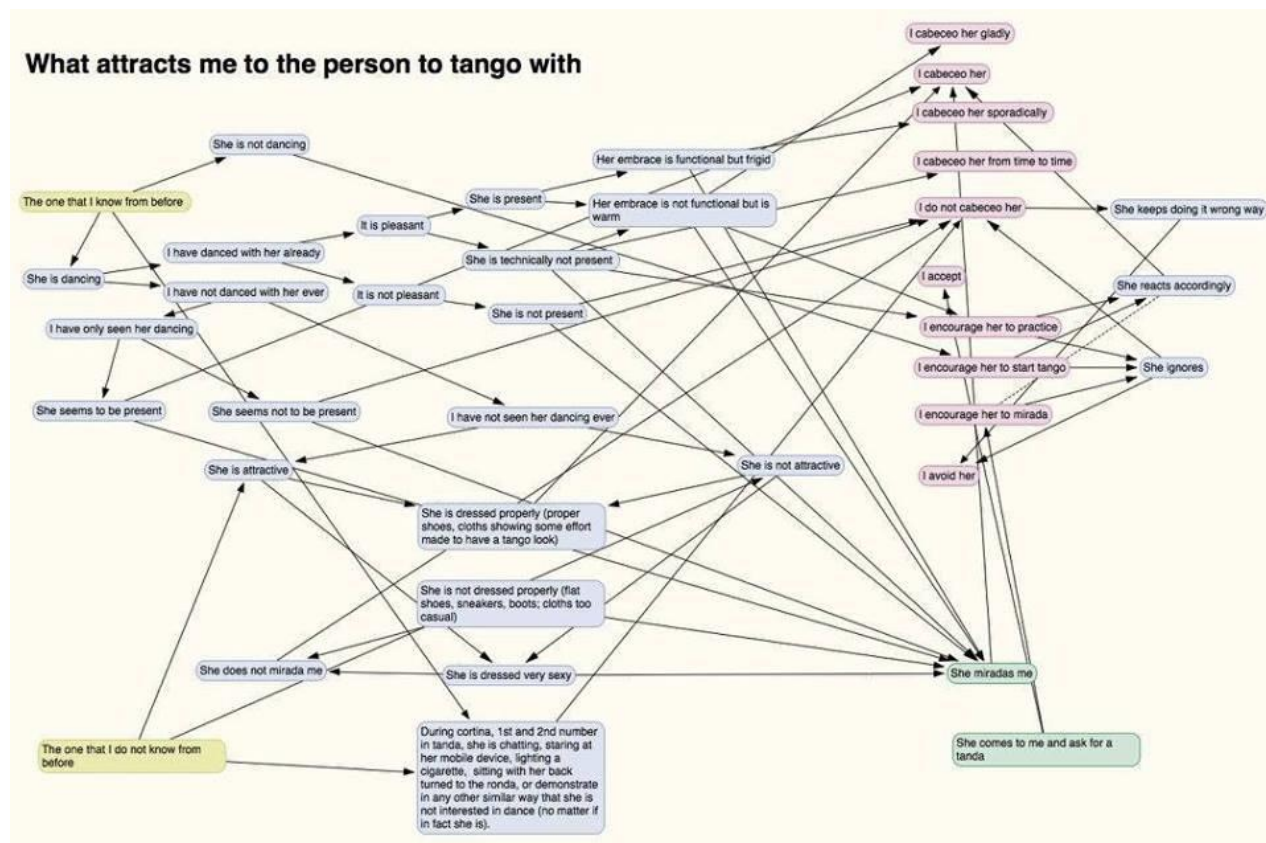 What attracts me to the person to tango with
I cabeceo her gladly
I cabeceo her
I cabeceo her sporadically
She is not dancing
Her embrace is functional but frigid
I cabeceo her from time to time
The one that I know from before
She is present
Her embrace is not functional but is
warm
I do not cabeceo her
She keeps doing it wrong way
It is pleasant
I have danced with her already
She is technically not present
She is dancing
I accept
I have not danced with her ever
It is not pleasant
She reacts accordingly
She is not present
I have only seen her dancing
I encourage her to practice
I encourage her to start tango
She ignores
She seems to be present
She seems not to be present
I have not seen her dancing ever
I encourage her to mirada
She is attractive
She is not attractive
I avoid her
She is dressed properly (proper
shoes, cloths showing some effort
made to have a tango look)
She is not dressed properly (flat
shoes, sneakers, boots; cloths too
casual)
She does not mirada me
She is dressed very sexy
She miradas me
The one that I do not know from
before
During cortina, 1st and 2nd number
in tanda, she is chatting, staring at
her mobile device, lighting a
cigarette, sitting with her back
turned to the ronda, or demonstrate
in any other similar way that she is
not interested in dance (no matter if
in fact she is).
She comes to me and ask for a
tanda